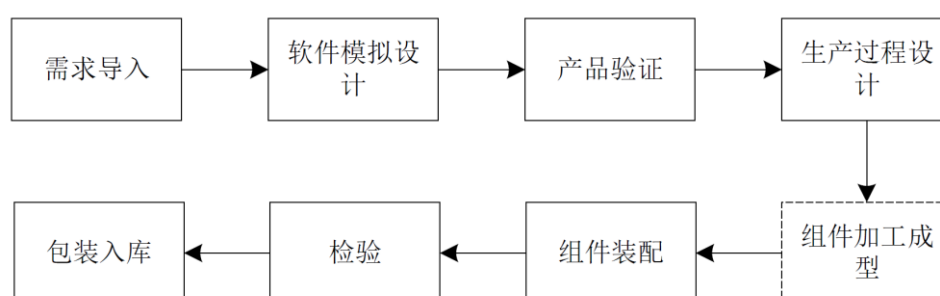 需求导入
软件模拟设
计
产品验证
生产过程设
计
组件加工成
型
组件装配
检验
包装入库